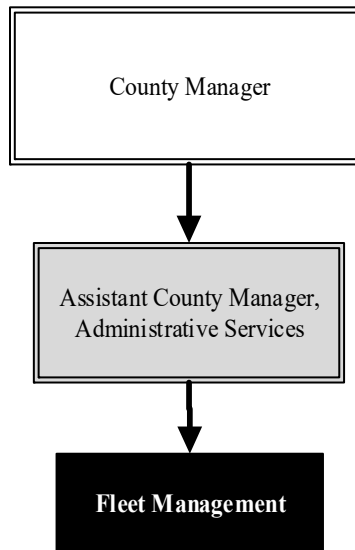 County Manager
Assistant County Manager,
Administrative Services
Fleet Management